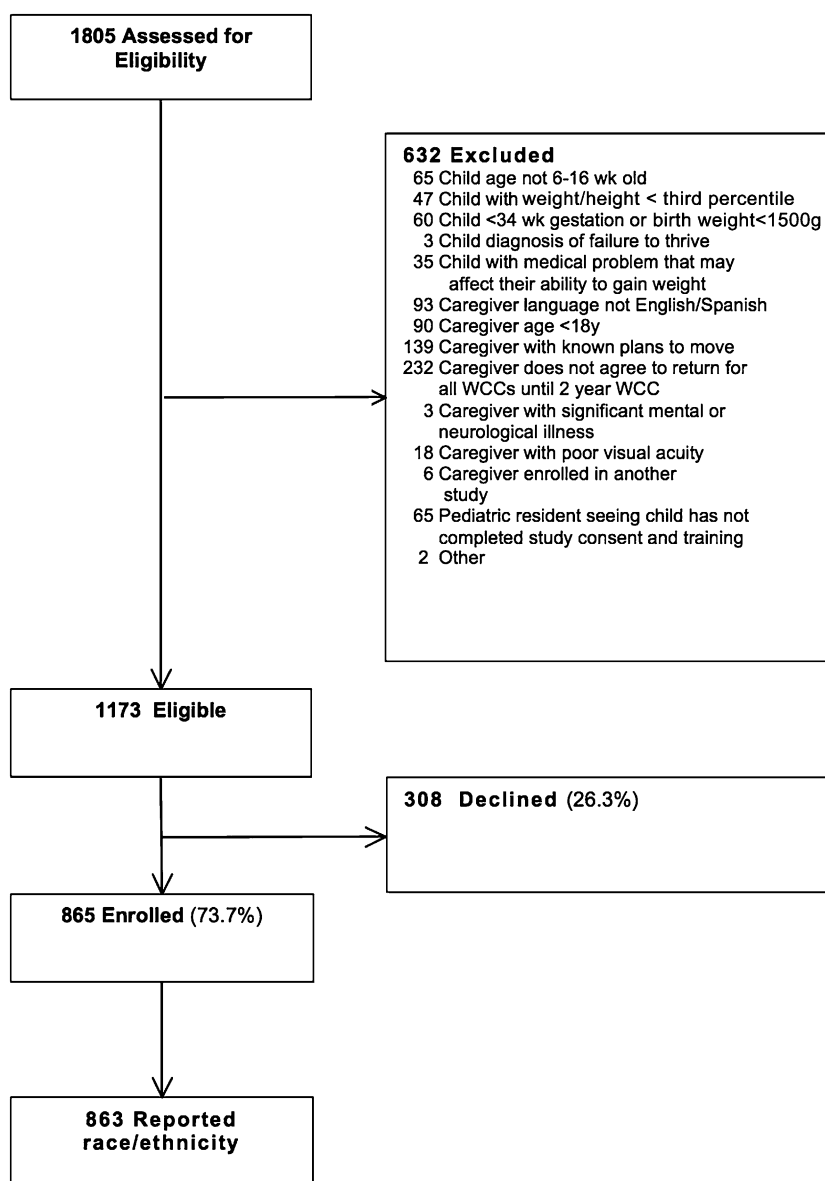 1805 Assessed for
Eligibility
632 Excluded
65 Child age not 6-16 wk old
47 Child with weight/height < third percentile
60 Child <34 wk gestation or birth weight<1500g
3 Child diagnosis of failure to thrive
35 Child with medical problem that may
affect their ability to gain weight
93 Caregiver language not English/Spanish
90 Caregiver age <18y
139 Caregiver with known plans to move
232 Caregiver does not agree to return for
all WCCs until 2 year WCC
3 Caregiver with significant mental or
neurological illness
18 Caregiver with poor visual acuity
6 Caregiver enrolled in another
study
65 Pediatric resident seeing child has not
completed study consent and training
2 Other
1173 Eligible
308 Declined (26.3%)
865 Enrolled (73.7%)
863 Reported
race/ethnicity